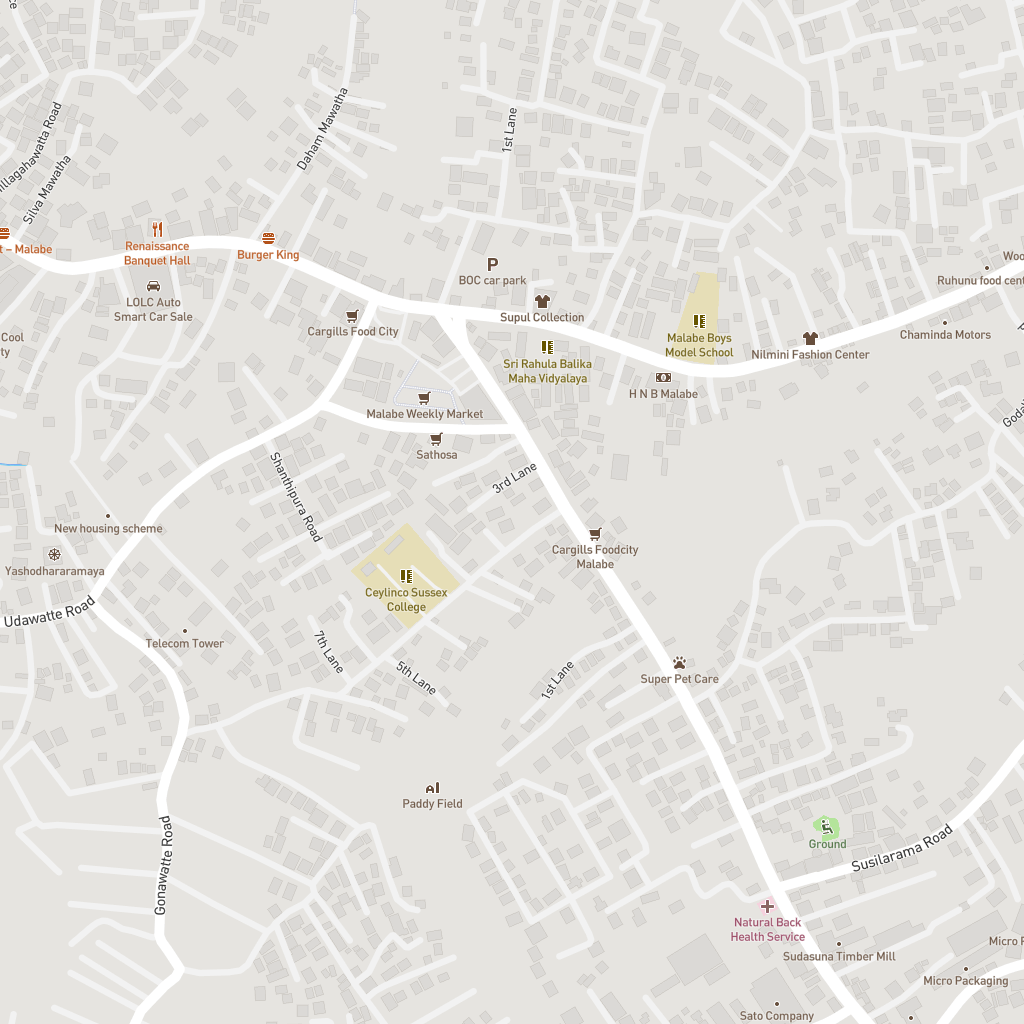 1st Lane
Daham Mawatha
illagahawatta Road
Silva Mawatha
t – Malabe
Renaissance
Banquet Hall
Burger King
BOC car park
LOLC Auto
Smart Car Sale
Cargills Food City
Supul Collection
Ruhunu food cent
Woo
Chaminda Motors
Cool
ty
Malabe Boys
Model School
Nilmini Fashion Center
Sri Rahula Balika
Maha Vidyalaya
H N B Malabe
Malabe Weekly Market
Sathosa
Goda
Shanthipura Road
3rd Lane
New housing scheme
Yashodhararamaya
Cargills Foodcity
Malabe
Ceylinco Sussex
College
Udawatte Road
Telecom Tower
7th Lane
5th Lane
1st Lane
Super Pet Care
Paddy Field
Gonawatte Road
Ground
Susilarama Road
Natural Back
Health Service
Sudasuna Timber Mill
Micro P
Micro Packaging
Sato Company